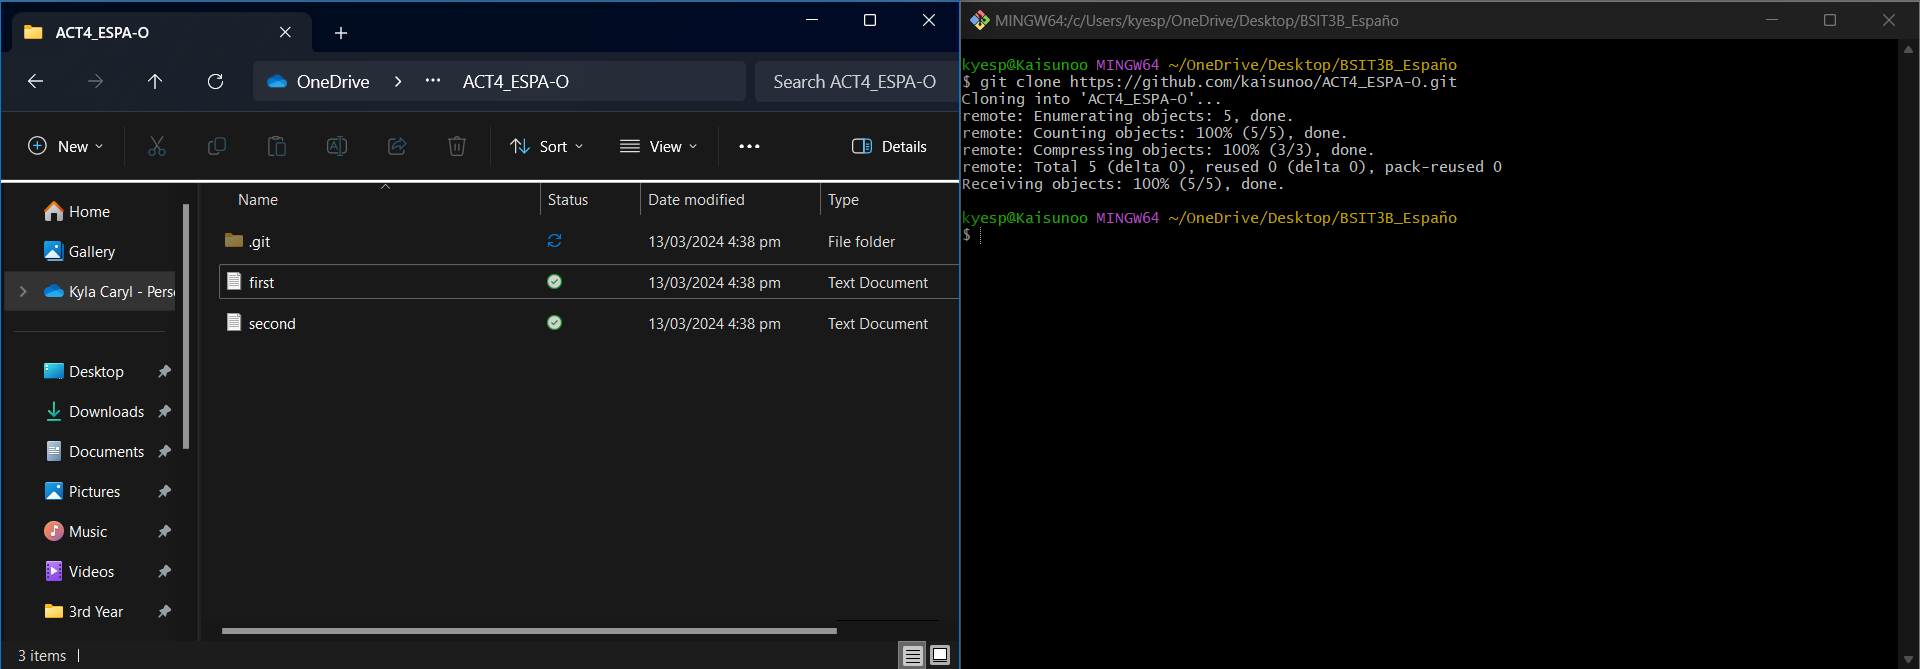 ACT4_ESPA-O
OneDrive > ··· ACT4_ESPA-O
Search ACT4_ESPA-O
New
Sort
View
Details
Home
Gallery
Kyla Caryl - Pers
Desktop
Downloads
Documents
Pictures
Music
Videos
3rd Year
Name Status Date modified Type
.git 13/03/2024 4:38 pm File folder
first 13/03/2024 4:38 pm Text Document
second 13/03/2024 4:38 pm Text Document
3 items
MINGW64:/c/Users/kyesp/OneDrive/Desktop/BSIT3B_Españo
kyesp@Kaisunoo MINGW64 ~/OneDrive/Desktop/BSIT3B_Españo
$ git clone https://github.com/kaisunoo/ACT4_ESPA-O.git
Cloning into 'ACT4_ESPA-O'...
remote: Enumerating objects: 5, done.
remote: Counting objects: 100% (5/5), done.
remote: Compressing objects: 100% (3/3), done.
remote: Total 5 (delta 0), reused 0 (delta 0), pack-reused 0
Receiving objects: 100% (5/5), done.
kyesp@Kaisunoo MINGW64 ~/OneDrive/Desktop/BSIT3B_Españo
$